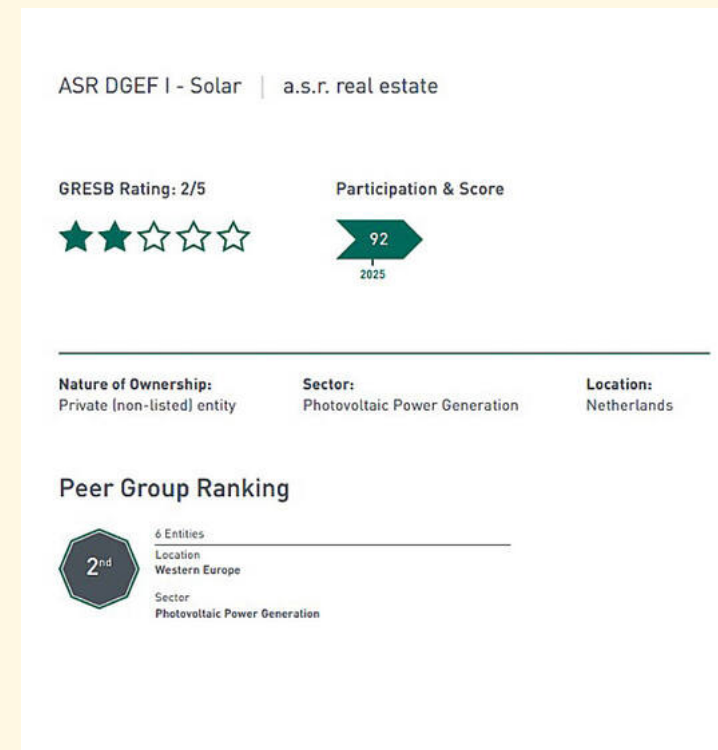 ASR DGEF I - Solar | a.s.r. real estate
GRESB Rating: 2/5
Participation & Score
92
2025
Nature of Ownership:
Private (non-listed) entity
Sector:
Photovoltaic Power Generation
Location:
Netherlands
Peer Group Ranking
2nd
6 Entities
Location
Western Europe
Sector
Photovoltaic Power Generation